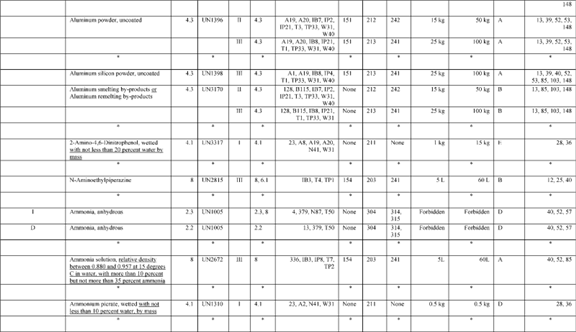 148
Aluminum powder, uncoated 4.3 UN1396 II 4.3 A19, A20, IB7, IP2, 151 212 242 15 kg 50 kg A 13, 39, 52, 53,
IP21, T3, TP33, W31, 148
W40
III 4.3 A19, A20, IB8, IP21, 151 213 241 25 kg 100 kg A 13, 39, 52, 53,
T1, TP33, W31, W40 148
* * * * * * *
Aluminum silicon powder, uncoated 4.3 UN1398 III 4.3 A1, A19, IB8, IP4, 151 213 241 25 kg 100 kg A 13, 39, 40, 52,
T1, TP33, W31, W40 53, 85, 103, 148
Aluminum smelting by-products or 4.3 UN3170 II 4.3 128, B115, IB7, IP2, None 212 242 15 kg 50 kg B 13, 85, 103, 148
Aluminum remelting by-products IP21, T3, TP33, W31,
W40
III 4.3 128, B115, IB8, IP21, None 213 241 25 kg 100 kg B 13, 85, 103, 148
T1, TP33, W31
* * * * * * *
2-Amino-4,6-Dinitrophenol, wetted 4.1 UN3317 I 4.1 23, A8, A19, A20, None 211 None 1 kg 15 kg E 28, 36
with not less than 20 percent water by N41, W31
mass
* * * * * * *
N-Aminoethylpiperazine 8 UN2815 III 8, 6.1 IB3, T4, TP1 154 203 241 5 L 60 L B 12, 25, 40
* * * * * * *
I Ammonia, anhydrous 2.3 UN1005 2.3, 8 4, 379, N87, T50 None 304 314, Forbidden Forbidden D 40, 52, 57
315
D Ammonia, anhydrous 2.2 UN1005 2.2 13, 379, T50 None 304 314, Forbidden Forbidden D 40, 52, 57
315
* * * * * * *
Ammonia solution, relative density 8 UN2672 III 8 336, IB3, IP8, T7, 154 203 241 5L 60L A 40, 52, 85
between 0.880 and 0.957 at 15 degrees TP2
C in water, with more than 10 percent
but not more than 35 percent ammonia
* * * * * * *
Ammonium picrate, wetted with not 4.1 UN1310 I 4.1 23, A2, N41, W31 None 211 None 0.5 kg 0.5 kg D 28, 36
less than 10 percent water, by mass
* * * * * * *